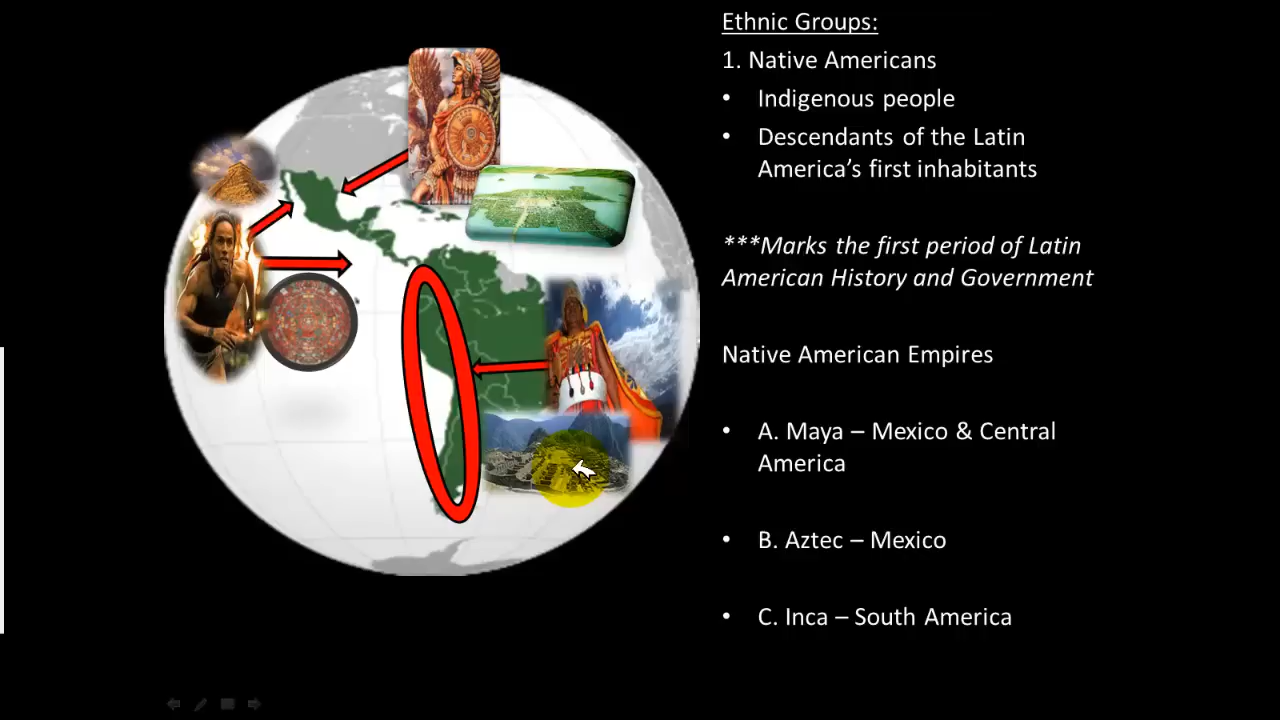 Ethnic Groups:
1. Native Americans
• Indigenous people
• Descendants of the Latin
America’s first inhabitants
***Marks the first period of Latin
American History and Government
Native American Empires
• A. Maya – Mexico & Central
America
• B. Aztec – Mexico
• C. Inca – South America